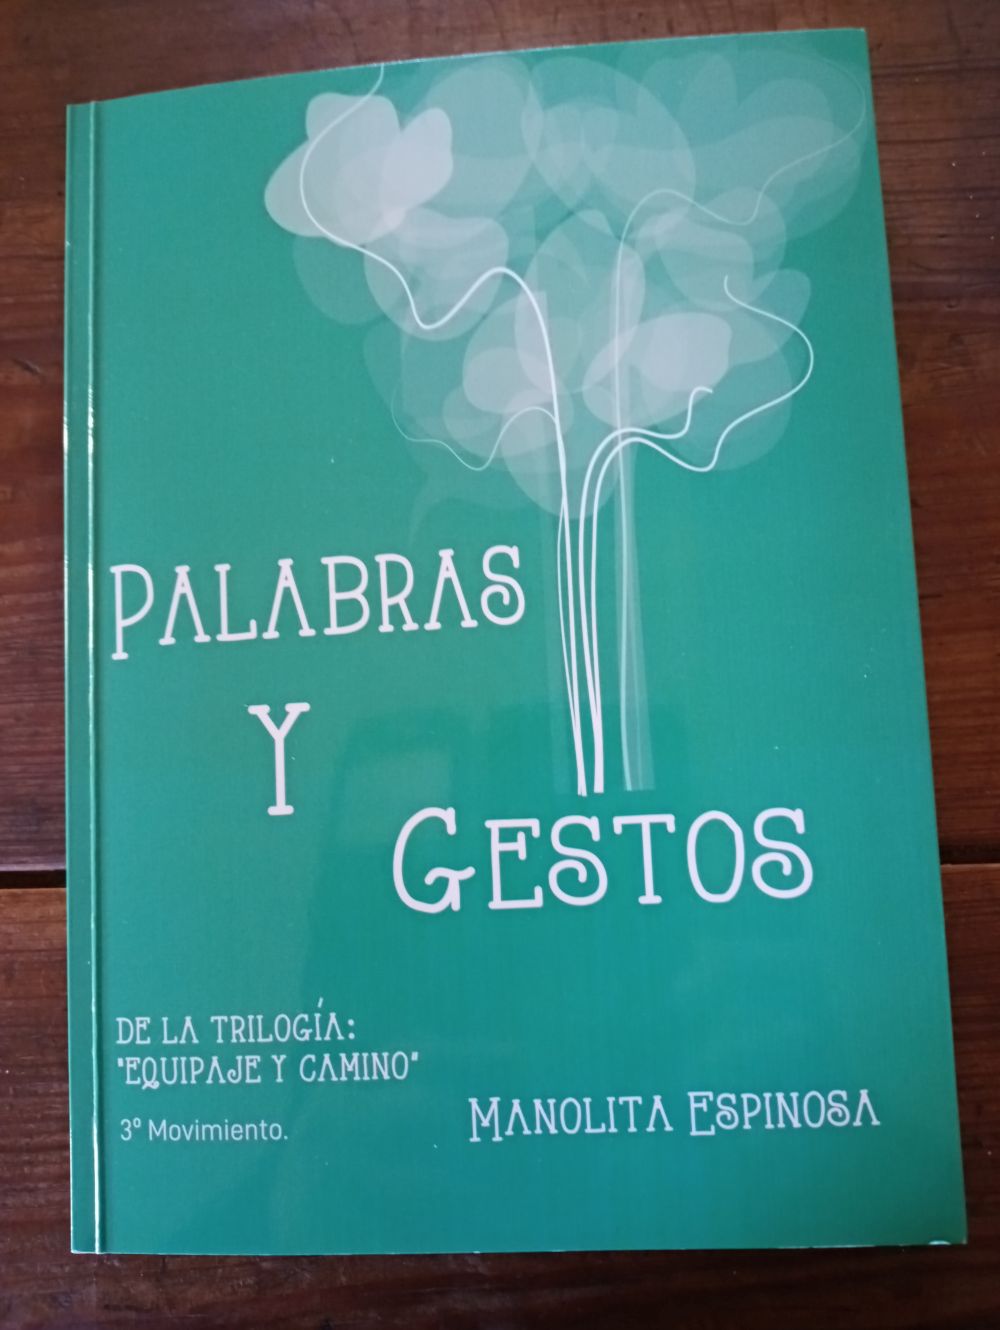 PALABRAS
Y
GESTOS
DE LA TRILOGÍA:
"EQUIPAJE Y CAMINO"
3º Movimiento.
MANOLITA ESPINOSA